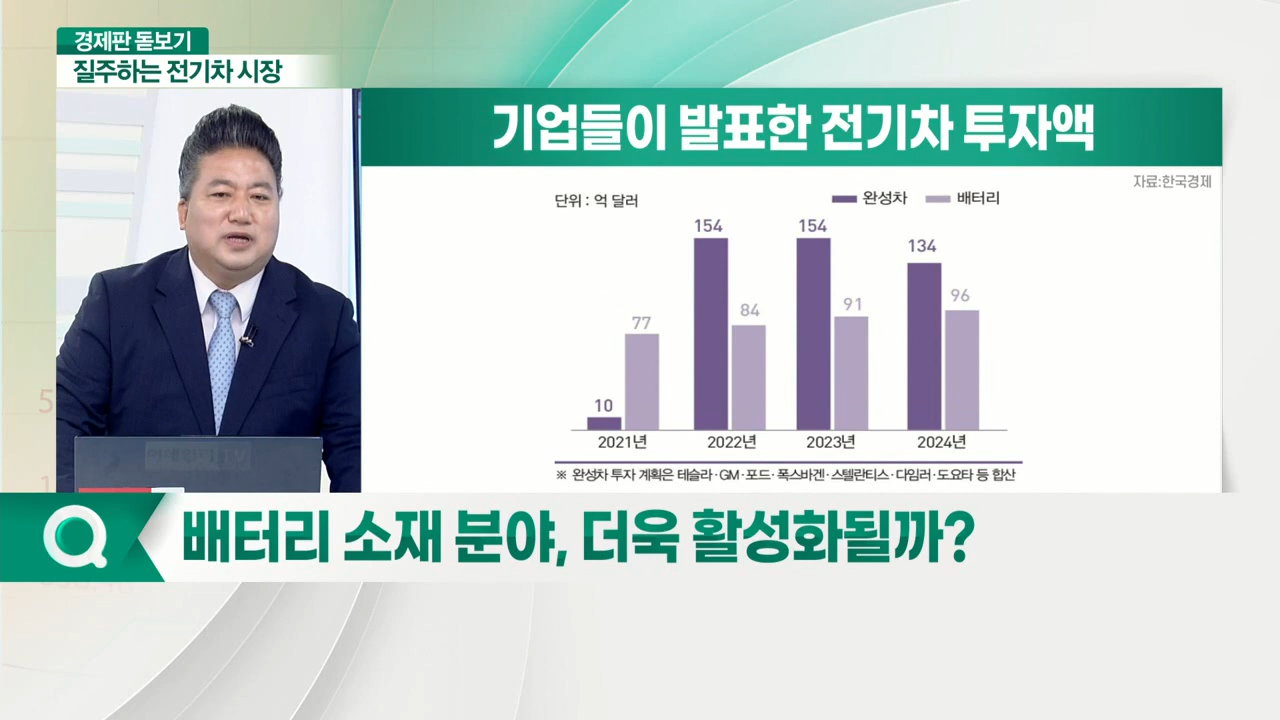 경제판 돋보기
질주하는 전기차 시장
기업들이 발표한 전기차 투자액
자료:한국경제
단위 : 억 달러
완성차
배터리
10
77
154
84
154
91
134
96
2021년
2022년
2023년
2024년
※ 완성차 투자 계획은 테슬라·GM·포드·폭스바겐·스텔란티스·다임러·도요타 등 합산
Q
배터리 소재 분야, 더욱 활성화될까?